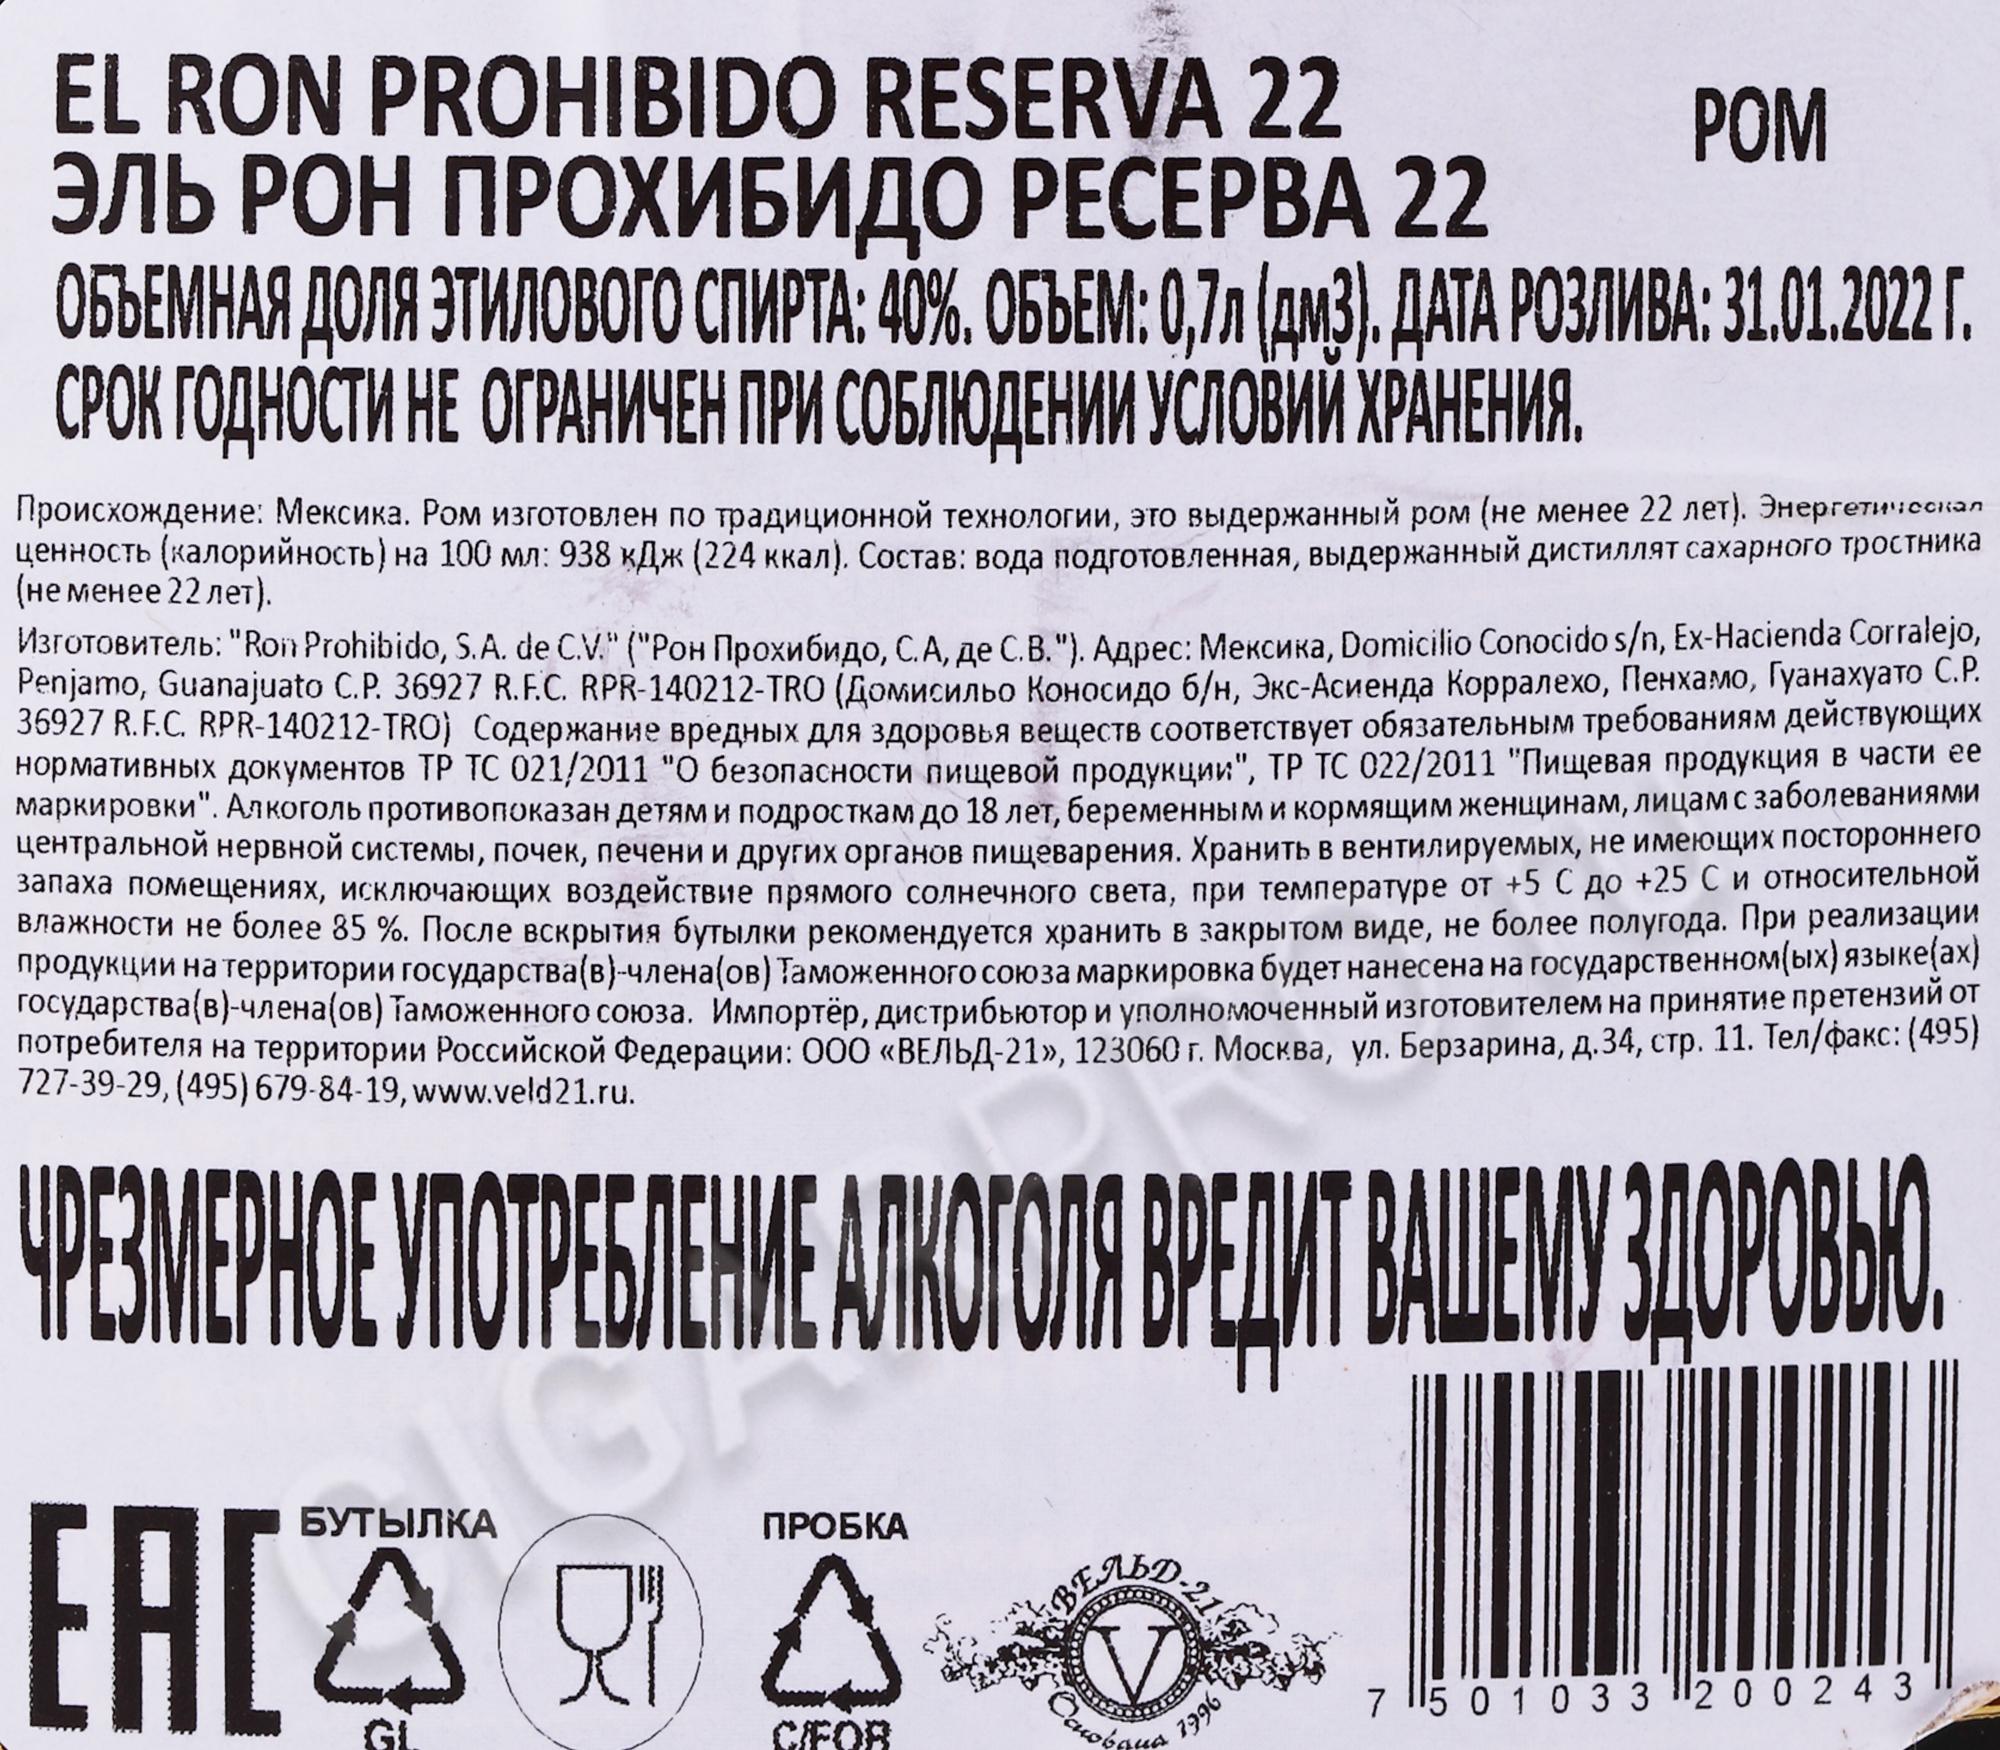 EL RON PROHIBIDO RESERVA 22
РОМ
ЭЛЬ РОН ПРОХИБИДО РЕСЕРВА 22
ОБЪЕМНАЯ ДОЛЯ ЭТИЛОВОГО СПИРТА: 40%. ОБЪЕМ: 0,7л (дм3). ДАТА РОЗЛИВА: 31.01.2022 Г.
СРОК ГОДНОСТИ НЕ ОГРАНИЧЕН ПРИ СОБЛЮДЕНИИ УСЛОВИЙ ХРАНЕНИЯ.
Происхождение: Мексика. Ром изготовлен по традиционной технологии, это выдержанный ром (не менее 22 лет). Энергетическая
ценность (калорийность) на 100 мл: 938 кДж (224 ккал). Состав: вода подготовленная, выдержанный дистиллят сахарного тростника
(не менее 22 лет).
Изготовитель: "Ron Prohibido, S.A. de C.V." ("Рон Прохибидо, С.А, де С.В."). Адрес: Мексика, Domicilio Conocido s/n, Ex-Hacienda Corralejo,
Penjamo, Guanajuato C.P. 36927 R.F.C. RPR-140212-TRO (Домисильо Коносидо б/н, Экс-Асиенда Корралехо, Пенхамо, Гуанахуато С.Р.
36927 R.F.C. RPR-140212-TRO) Содержание вредных для здоровья веществ соответствует обязательным требованиям действующих
нормативных документов ТР ТС 021/2011 "О безопасности пищевой продукции", ТР ТС 022/2011 "Пищевая продукция в части ее
маркировки". Алкоголь противопоказан детям и подросткам до 18 лет, беременным и кормящим женщинам, лицам с заболеваниями
центральной нервной системы, почек, печени и других органов пищеварения. Хранить в вентилируемых, не имеющих постороннего
запаха помещениях, исключающих воздействие прямого солнечного света, при температуре от +5 С до +25 С и относительной
влажности не более 85 %. После вскрытия бутылки рекомендуется хранить в закрытом виде, не более полугода. При реализации
продукции на территории государства(в)-члена(ов) Таможенного союза маркировка будет нанесена на государственном(ых) языке(ах)
государства(в)-члена(ов) Таможенного союза. Импортёр, дистрибьютор и уполномоченный изготовителем на принятие претензий от
потребителя на территории Российской Федерации: ООО «ВЕЛЬД-21», 123060 г. Москва, ул. Берзарина, д.34, стр. 11. Тел/факс: (495)
727-39-29, (495) 679-84-19, www.veld21.ru.
ЧРЕЗМЕРНОЕ УПОТРЕБЛЕНИЕ АЛКОГОЛЯ ВРЕДИТ ВАШЕМУ ЗДОРОВЬЮ.
CIGARPRO.RU
EAC
БУТЫЛКА
GL
ПРОБКА
C/FOR
ВЕЛЬД-21
V
Основана 1996
7 501033 200243